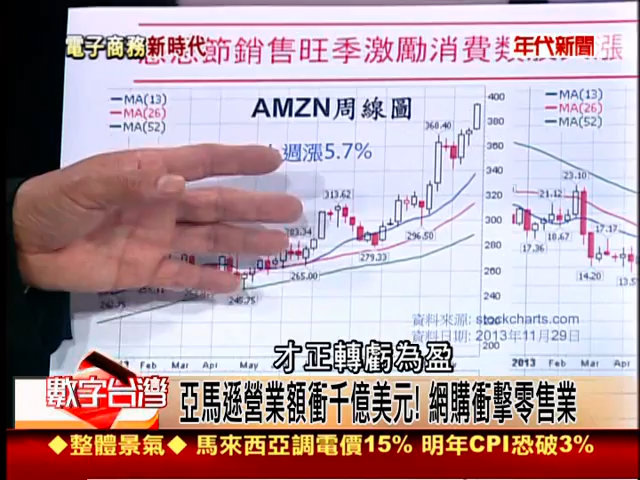 電子商務新時代
年代新聞
節銷售旺季激勵消費類
AMZN周線圖
MA(13)
MA(26)
MA(52)
週漲5.7%
368.40
313.62
296.50
279.33
265.00
245.75
400
380
360
340
320
300
280
260
240
Feb Mar Apr May
MA(13)
MA(26)
MA(52)
23.10
21.12
17.17
18.67
17.36
14.20
2013 Feb Mar Apr
資料來源: stockcharts.com
資料日期: 2013年11月29日
才正轉虧為盈
數字台灣
亞馬遜營業額衝千億美元! 網購衝擊零售業
◆整體景氣◆ 馬來西亞調電價15% 明年CPI恐破3%